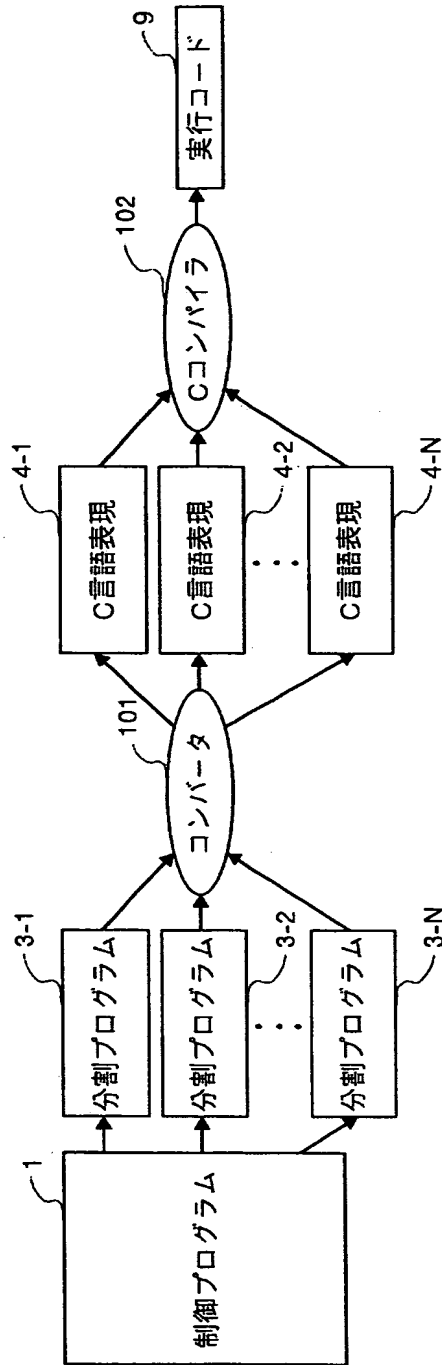 1
制御プログラム
3-1
分割プログラム
3-2
分割プログラム
・・・
3-N
分割プログラム
101
コンバータ
4-1
C言語表現
4-2
C言語表現
・・・
4-N
C言語表現
102
Cコンパイラ
9
実行コード